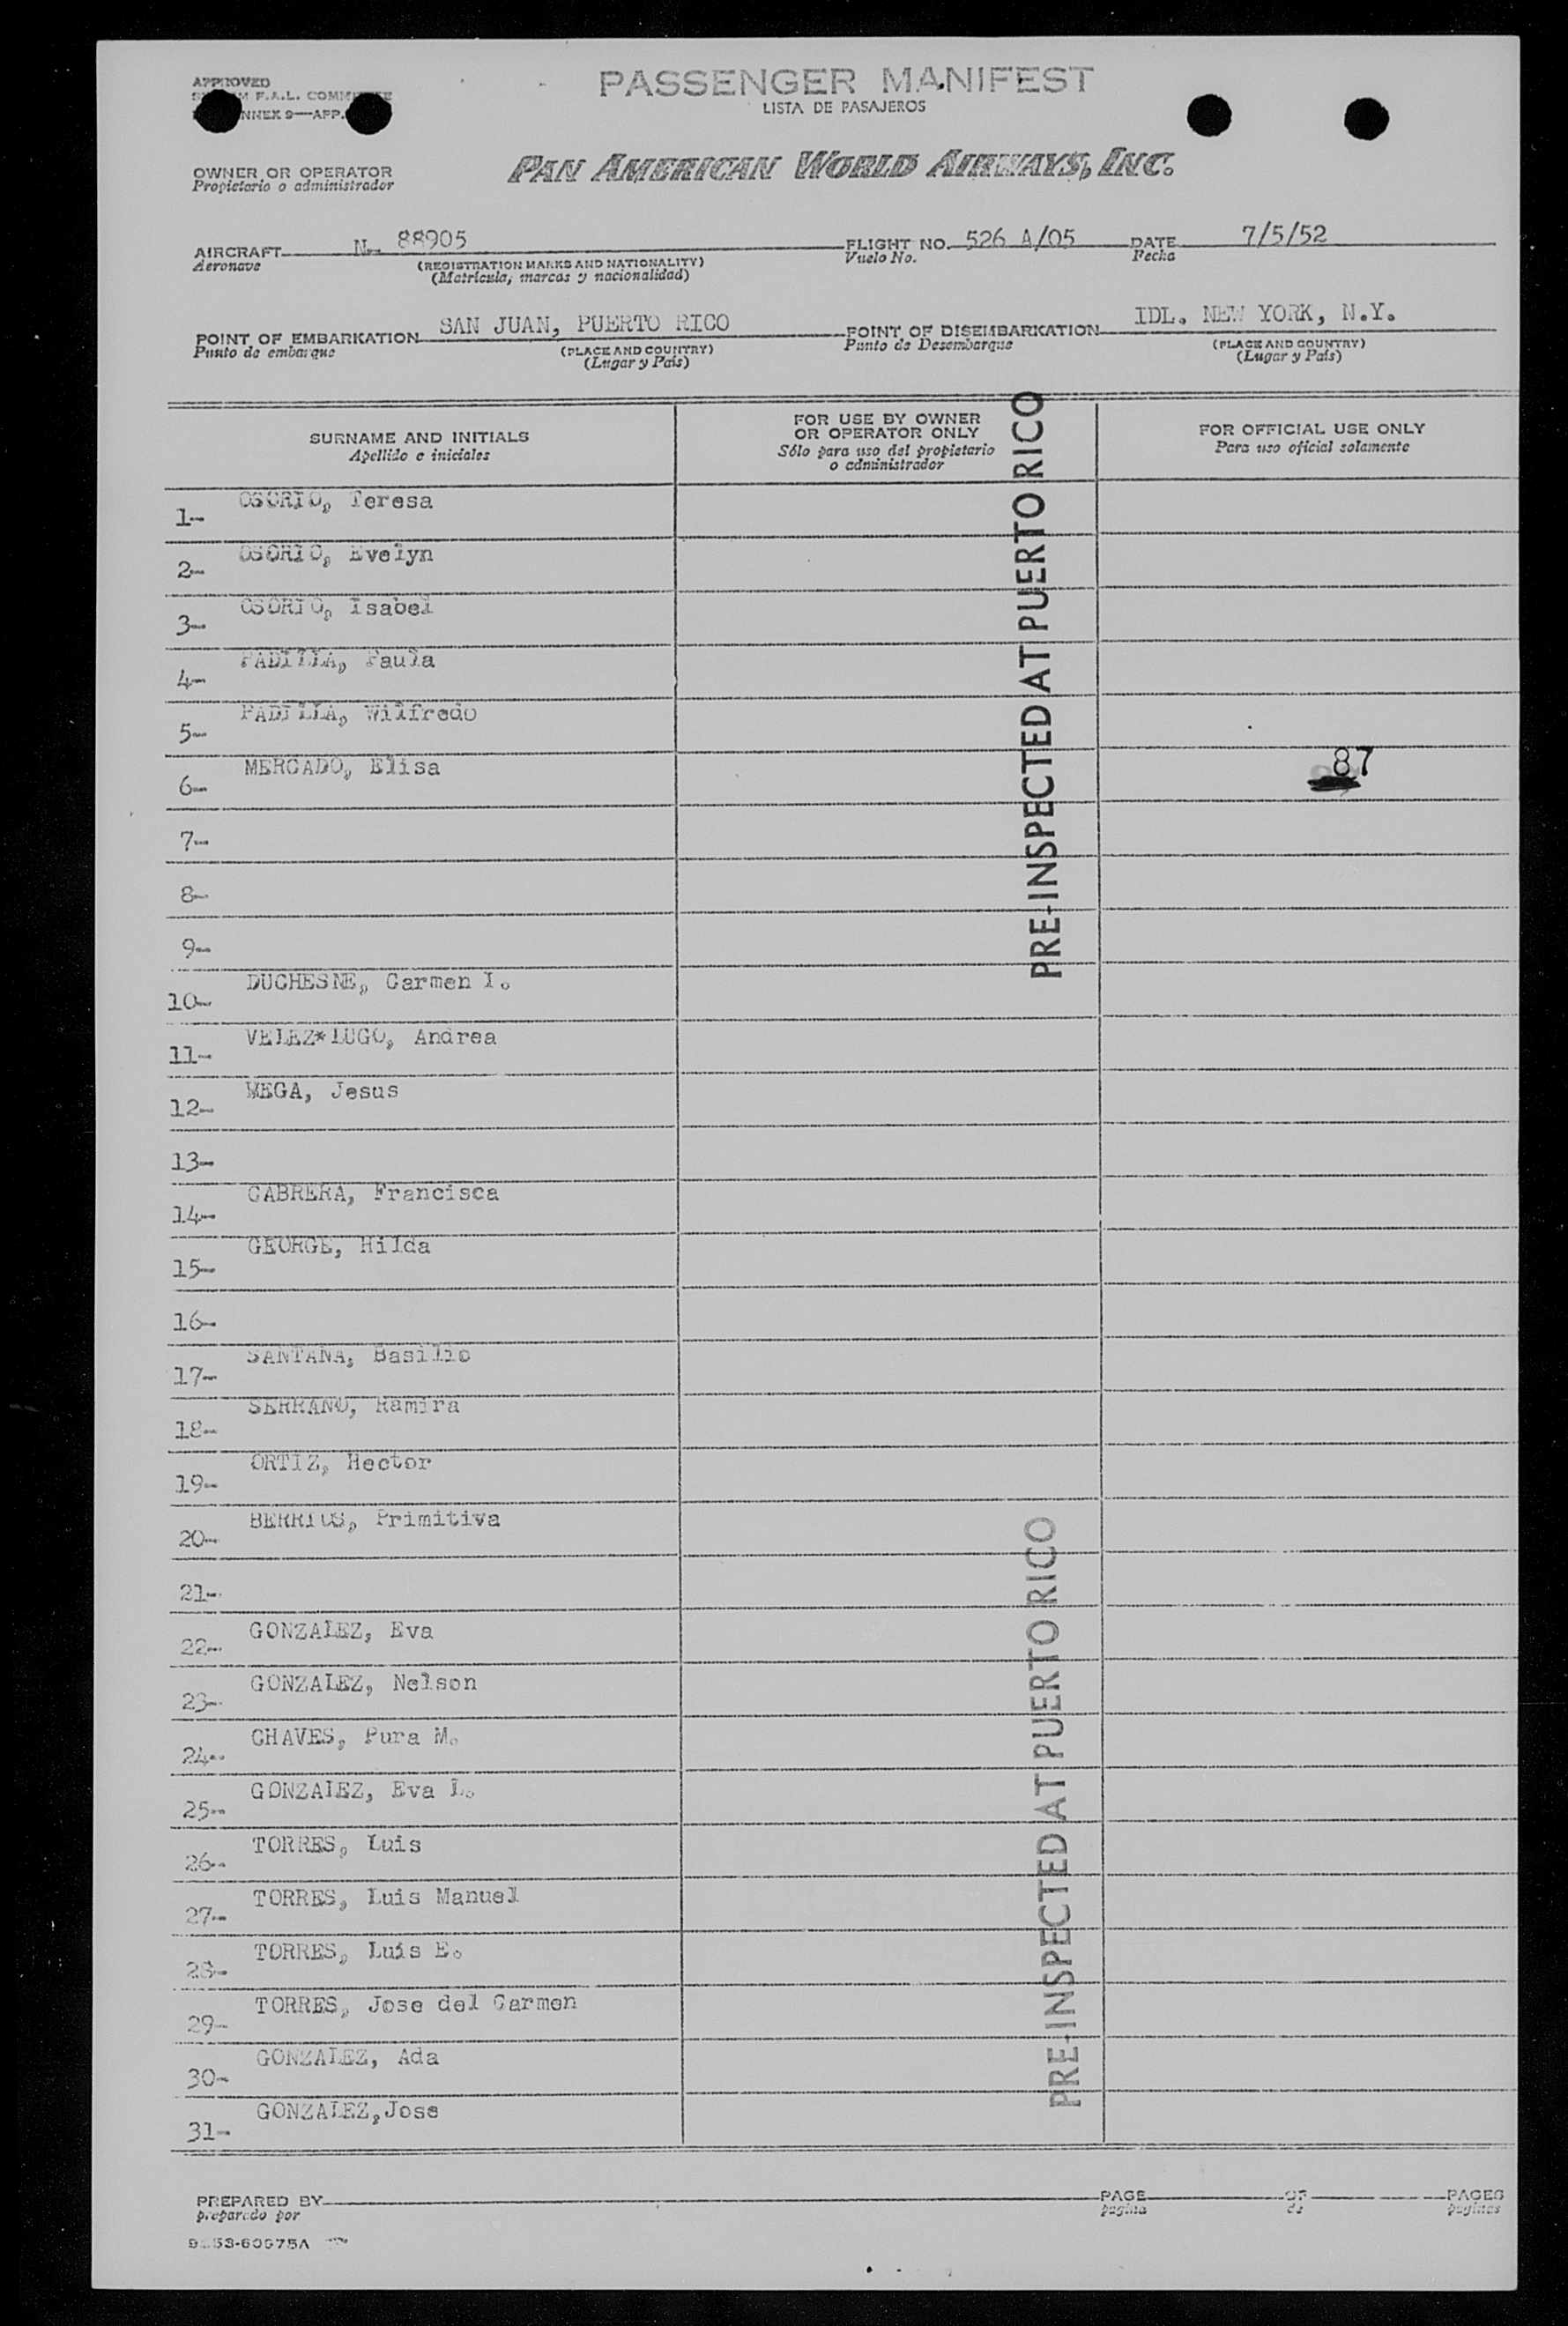 APPROVED
PASSENGER MANIFEST
F.A.L.
LISTA DE PASAJEROS
ANNEX 9—APP.
OWNER OR OPERATOR
Propietario o administrador
PAN AMERICAN WORLD AIRWAYS, INC.
AIRCRAFT N- 88905 FLIGHT NO. 526 A/05 DATE 7/5/52
Aeronave (REGISTRATION MARKS AND NATIONALITY) Vuelo No. Fecha
(Matrícula, marcas y nacionalidad)
POINT OF EMBARKATION SAN JUAN, PUERTO RICO POINT OF DISEMBARKATION IDL. NEW YORK, N.Y.
Punto de embarque (PLACE AND COUNTRY) Punto de Desembarque (PLACE AND COUNTRY)
(Lugar y País) (Lugar y País)
SURNAME AND INITIALS
Apellido e iniciales
FOR USE BY OWNER
OR OPERATOR ONLY
Sólo para uso del propietario
o administrador
FOR OFFICIAL USE ONLY
Para uso oficial solamente
PRE-INSPECTED AT PUERTO RICO
1- OSORIO, Teresa
2- OSORIO, Evelyn
3- OSORIO, Isabel
4- PADILLA, Paula
5- PADILLA, Wilfredo
6- MERCADO, Elisa 87
7-
8-
9-
10- DUCHESNE, Carmen I.
11- VELEZ*LUGO, Andrea
12- VEGA, Jesus
13-
14- CABRERA, Francisca
15- GEORGE, Hilda
16-
17- SANTANA, Basilio
18- SERRANO, Ramira
19- ORTIZ, Hector
20- BERRIOS, Primitiva
21-
22- GONZALEZ, Eva
23- GONZALEZ, Nelson
24- CHAVES, Pura M.
25- GONZALEZ, Eva L.
26- TORRES, Luis
27- TORRES, Luis Manuel
28- TORRES, Luis E.
29- TORRES, Jose del Carmen
30- GONZALEZ, Ada
31- GONZALEZ,Jose
PRE-INSPECTED AT PUERTO RICO
PREPARED BY PAGE OF PAGES
preparado por pagina de paginas